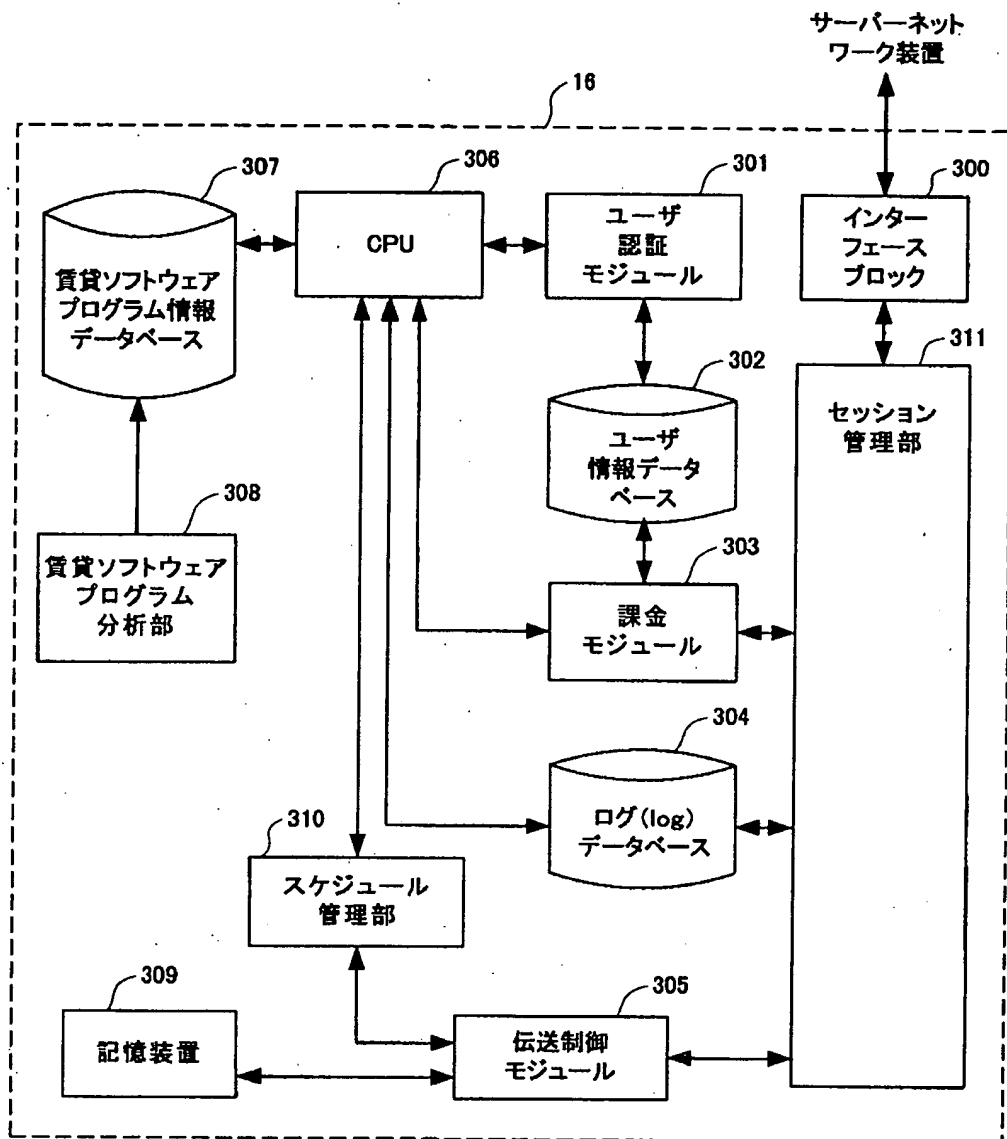 サーバーネット
ワーク装置
16
307
306
301
300
賃貸ソフトウェア
プログラム情報
データベース
CPU
ユーザ
認証
モジュール
インター
フェース
ブロック
311
302
セッション
管理部
ユーザ
情報データ
ベース
308
賃貸ソフトウェア
プログラム
分析部
303
課金
モジュール
304
ログ(log)
データベース
310
スケジュール
管理部
309
記憶装置
305
伝送制御
モジュール